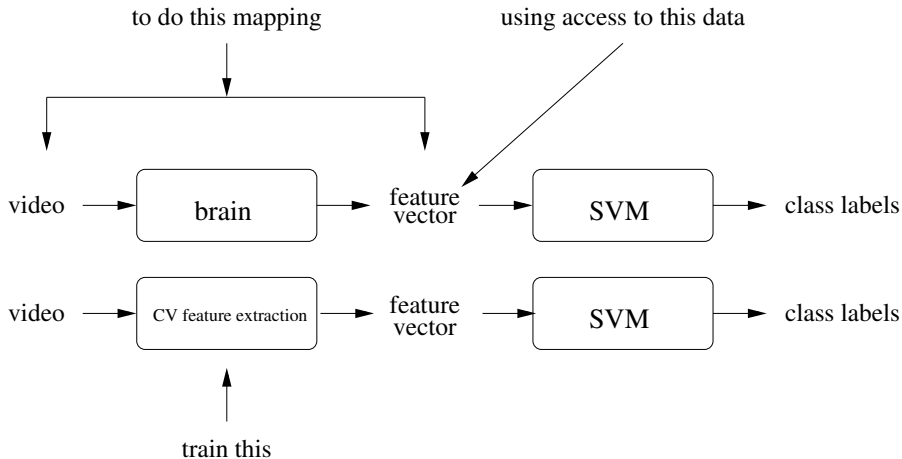 to do this mapping
using access to this data
video
brain
feature
vector
SVM
class labels
video
CV feature extraction
feature
vector
SVM
class labels
train this